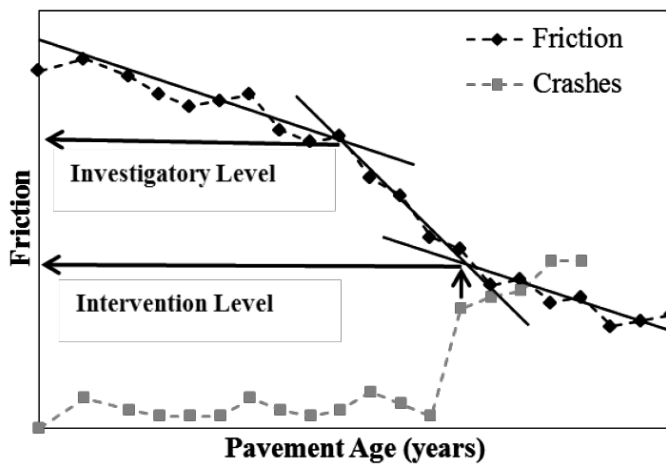 Friction
Crashes
Investigatory Level
Intervention Level
Friction
Pavement Age (years)